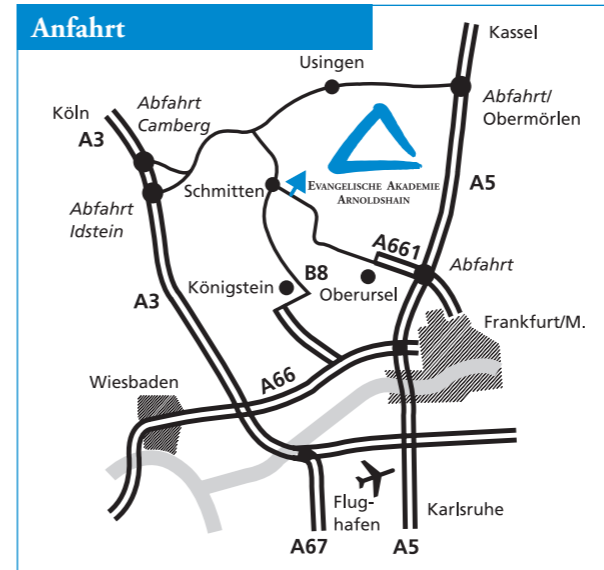 Anfahrt
Kassel
Usingen
Köln
Abfahrt
Camberg
A3
Abfahrt/
Obermörlen
Schmitten
EVANGELISCHE AKADEMIE
ARNOLDSHAIN
A5
Abfahrt
Idstein
A661
Abfahrt
A3
Königstein
B8
Oberursel
Frankfurt/M.
Wiesbaden
A66
Flug-
hafen
Karlsruhe
A67
A5